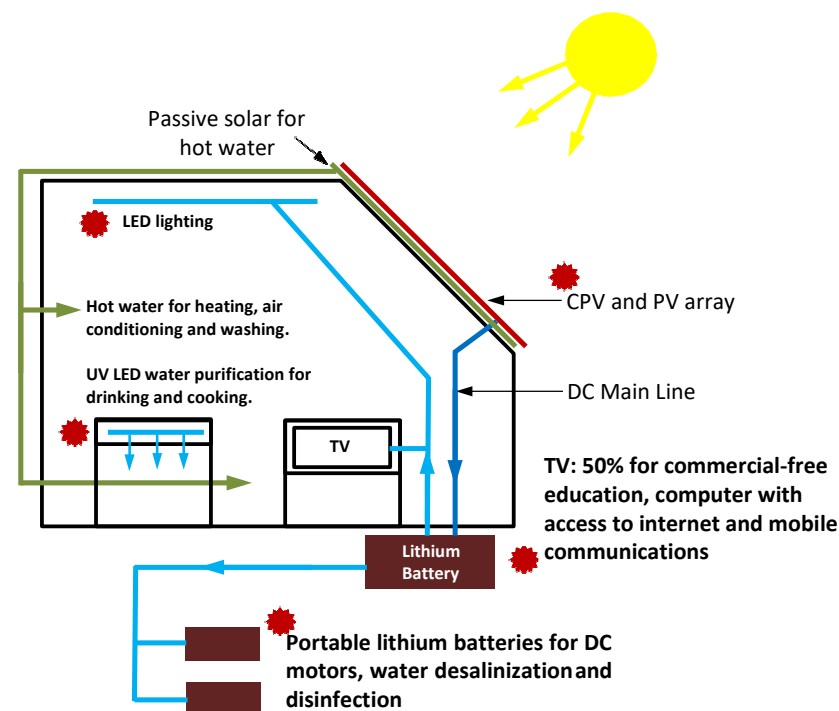 Passive solar for
hot water
LED lighting
CPV and PV array
Hot water for heating, air
conditioning and washing.
UV LED water purification for
drinking and cooking.
DC Main Line
TV
TV: 50% for commercial-free
education, computer with
access to internet and mobile
communications
Lithium
Battery
Portable lithium batteries for DC
motors, water desalinization and
disinfection